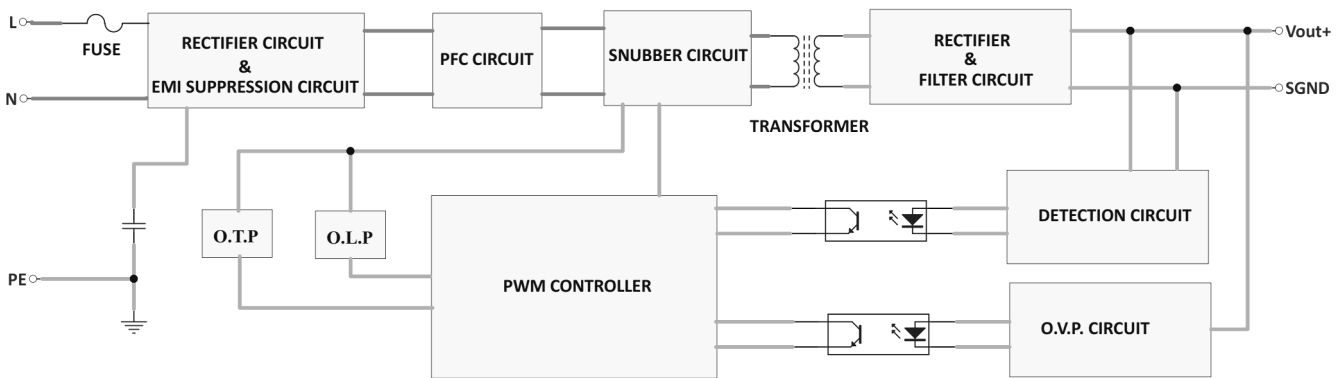 L
FUSE
N
RECTIFIER CIRCUIT
&
EMI SUPPRESSION CIRCUIT
PFC CIRCUIT
SNUBBER CIRCUIT
TRANSFORMER
RECTIFIER
&
FILTER CIRCUIT
Vout+
SGND
O.T.P
O.L.P
PWM CONTROLLER
DETECTION CIRCUIT
O.V.P. CIRCUIT
PE